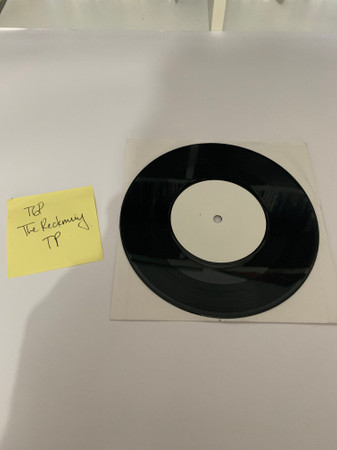 TGP
The Reckoning
TP